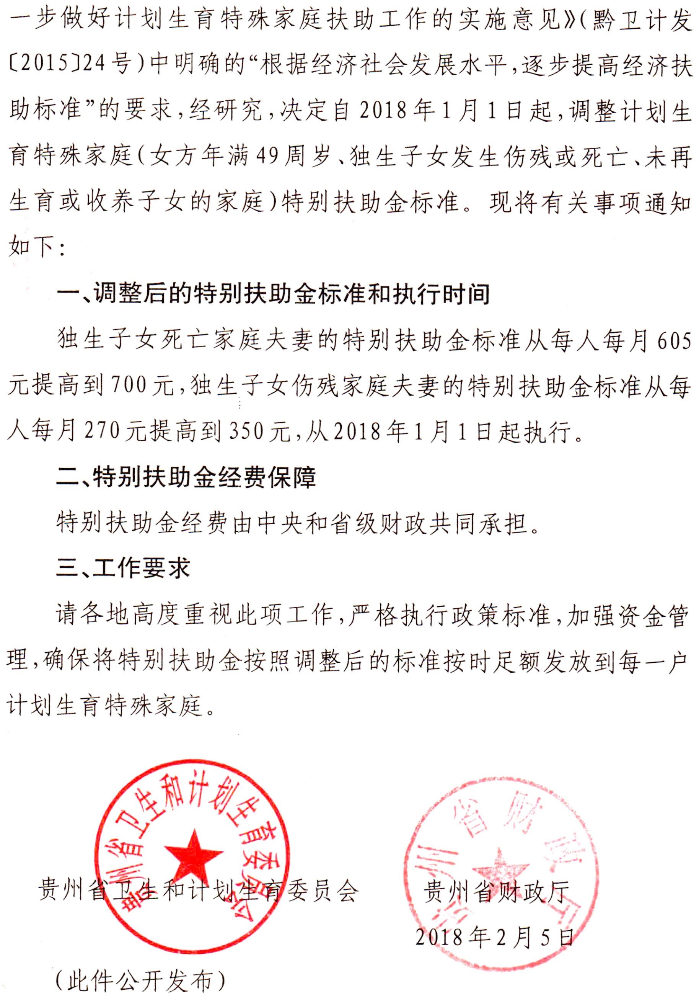 一步做好计划生育特殊家庭扶助工作的实施意见》(黔卫计发
〔2015〕24号)中明确的“根据经济社会发展水平,逐步提高经济扶
助标准”的要求,经研究,决定自2018年1月1日起,调整计划生
育特殊家庭(女方年满49周岁、独生子女发生伤残或死亡、未再
生育或收养子女的家庭)特别扶助金标准。现将有关事项通知
如下:
一、调整后的特别扶助金标准和执行时间
独生子女死亡家庭夫妻的特别扶助金标准从每人每月605
元提高到700元,独生子女伤残家庭夫妻的特别扶助金标准从每
人每月270元提高到350元,从2018年1月1日起执行。
二、特别扶助金经费保障
特别扶助金经费由中央和省级财政共同承担。
三、工作要求
请各地高度重视此项工作,严格执行政策标准,加强资金管
理,确保将特别扶助金按照调整后的标准按时足额发放到每一户
计划生育特殊家庭。
贵州省卫生和计划生育委员会
贵州省财政厅
贵州省卫生和计划生育委员会 贵州省财政厅
2018年2月5日
(此件公开发布)